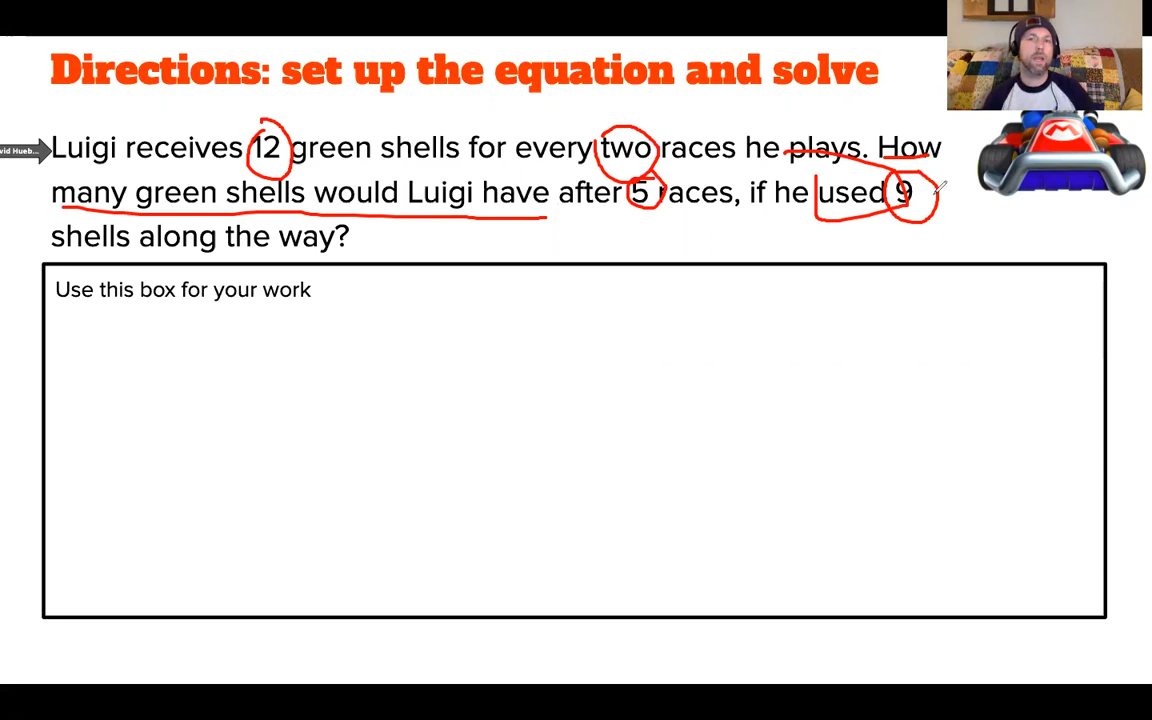 Directions: set up the equation and solve
vid Hueb...
Luigi receives 12 green shells for every two races he plays. How
many green shells would Luigi have after 5 races, if he used 9
shells along the way?
Use this box for your work
M